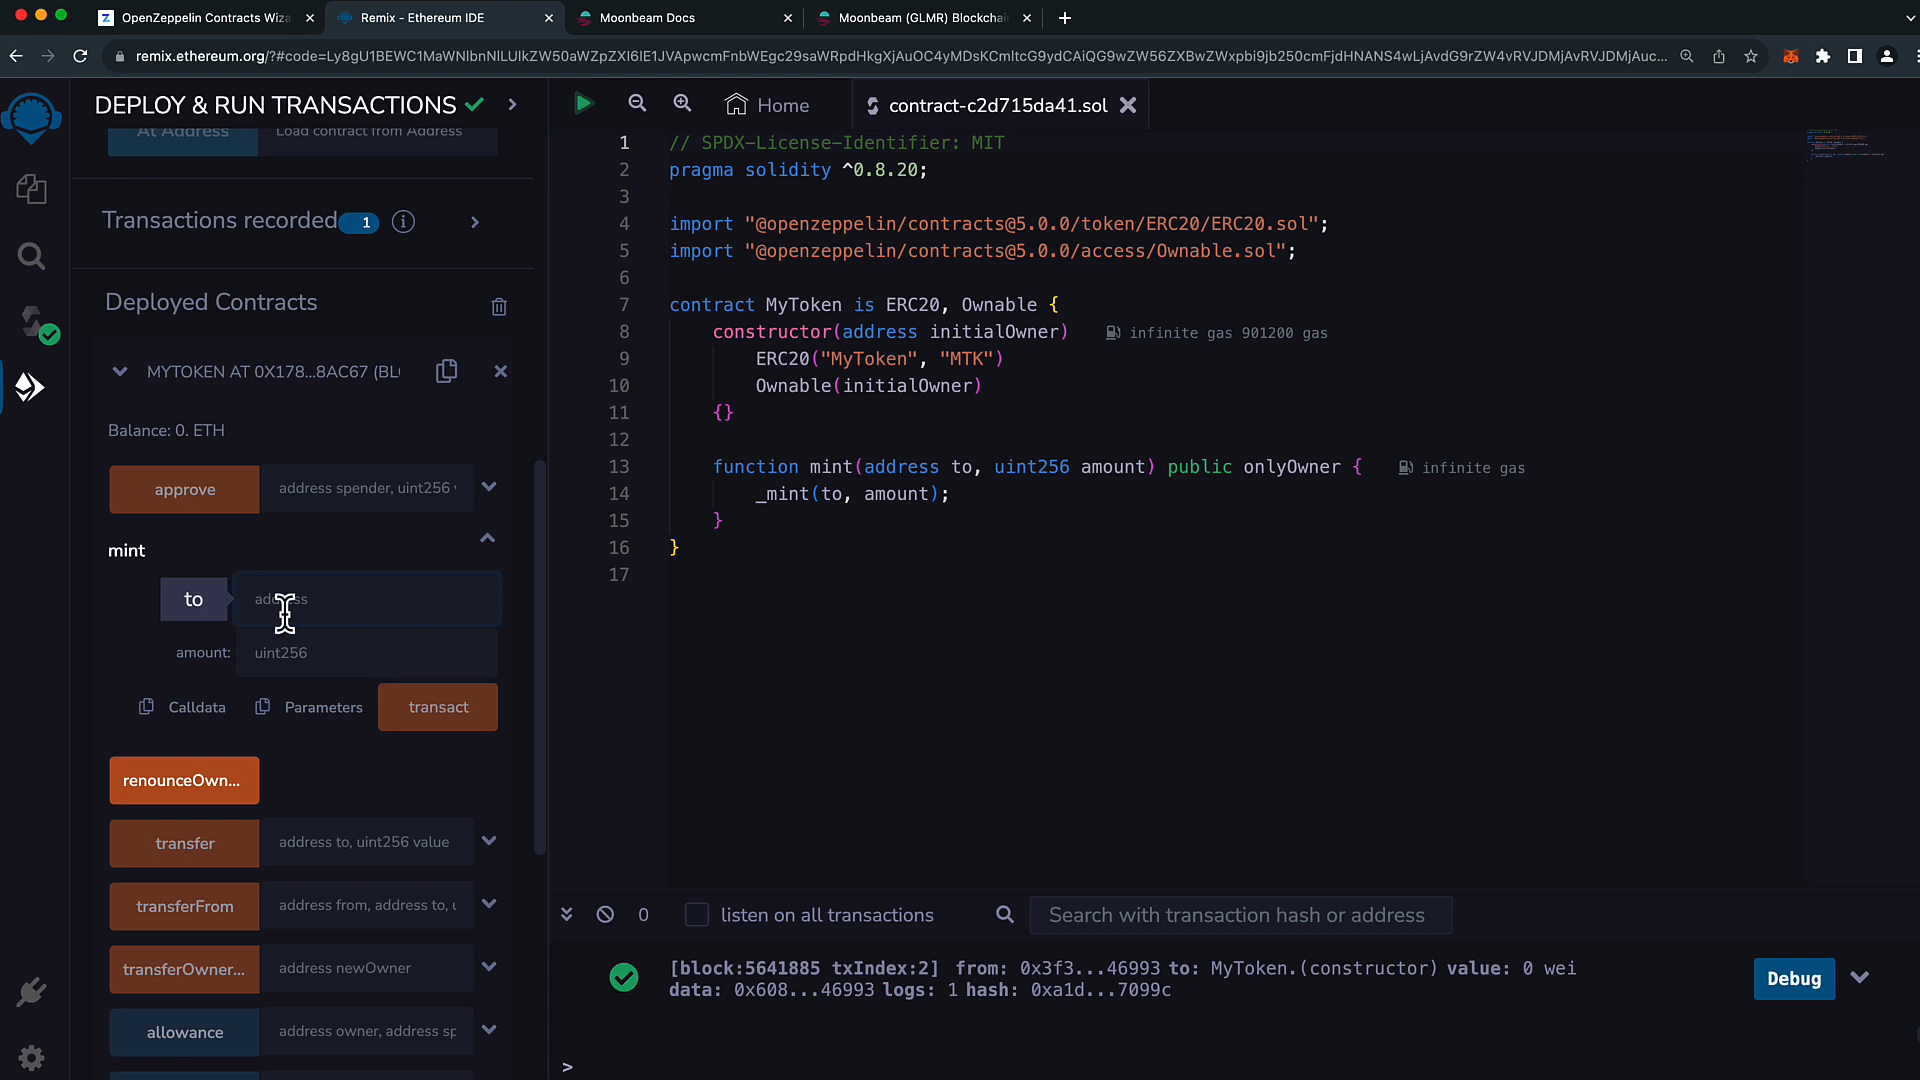 OpenZeppelin Contracts Wiza
Remix - Ethereum IDE
Moonbeam Docs
Moonbeam (GLMR) Blockchai
remix.ethereum.org/?#code=Ly8gU1BEWC1MaWNlbnNlLUlkZW50aWZpZXI6IE1JVApwcmFnbWEgc29saWRpdHkgXjAuOC4yMDsKCmltcG9ydCAiQG9wZW56ZXBwZWxpbi9jb250cmFjdHNANS4wLjAvdG9rZW4vRVJDMjAvRVJDMjAuc...
DEPLOY & RUN TRANSACTIONS
At Address
Load contract from Address
Transactions recorded
1
Deployed Contracts
MYTOKEN AT 0X178...8AC67 (BL
Balance: 0. ETH
approve
address spender, uint256
mint
to
address
amount:
uint256
Calldata
Parameters
transact
renounceOwn...
transfer
address to, uint256 value
transferFrom
address from, address to, u
transferOwner...
address newOwner
allowance
address owner, address sp
Home
contract-c2d715da41.sol
1 // SPDX-License-Identifier: MIT
2 pragma solidity ^0.8.20;
3
4 import "@openzeppelin/contracts@5.0.0/token/ERC20/ERC20.sol";
5 import "@openzeppelin/contracts@5.0.0/access/Ownable.sol";
6
7 contract MyToken is ERC20, Ownable {
8 constructor(address initialOwner) infinite gas 901200 gas
9 ERC20("MyToken", "MTK")
10 Ownable(initialOwner)
11 {}
12
13 function mint(address to, uint256 amount) public onlyOwner { infinite gas
14 _mint(to, amount);
15 }
16 }
17
0
listen on all transactions
Search with transaction hash or address
[block:5641885 txIndex:2] from: 0x3f3...46993 to: MyToken.(constructor) value: 0 wei
data: 0x608...46993 logs: 1 hash: 0xa1d...7099c
Debug
>